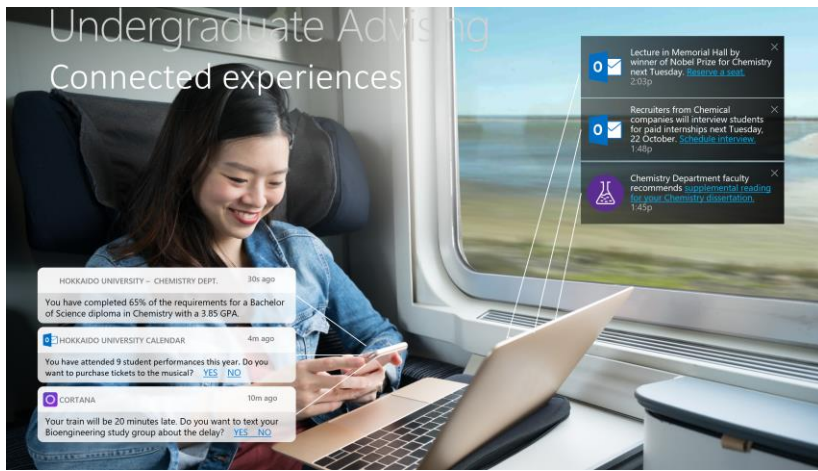 Undergraduate Advising
Connected experiences
Lecture in Memorial Hall by
winner of Nobel Prize for Chemistry
next Tuesday. Reserve a seat.
2:03p
Recruiters from Chemical
companies will interview students
for paid internships next Tuesday,
22 October. Schedule interview.
1:48p
Chemistry Department faculty
recommends supplemental reading
for your Chemistry dissertation.
1:45p
HOKKAIDO UNIVERSITY – CHEMISTRY DEPT. 30s ago
You have completed 65% of the requirements for a Bachelor
of Science diploma in Chemistry with a 3.85 GPA.
HOKKAIDO UNIVERSITY CALENDAR 4m ago
You have attended 9 student performances this year. Do you
want to purchase tickets to the musical? YES NO
CORTANA 10m ago
Your train will be 20 minutes late. Do you want to text your
Bioengineering study group about the delay? YES NO